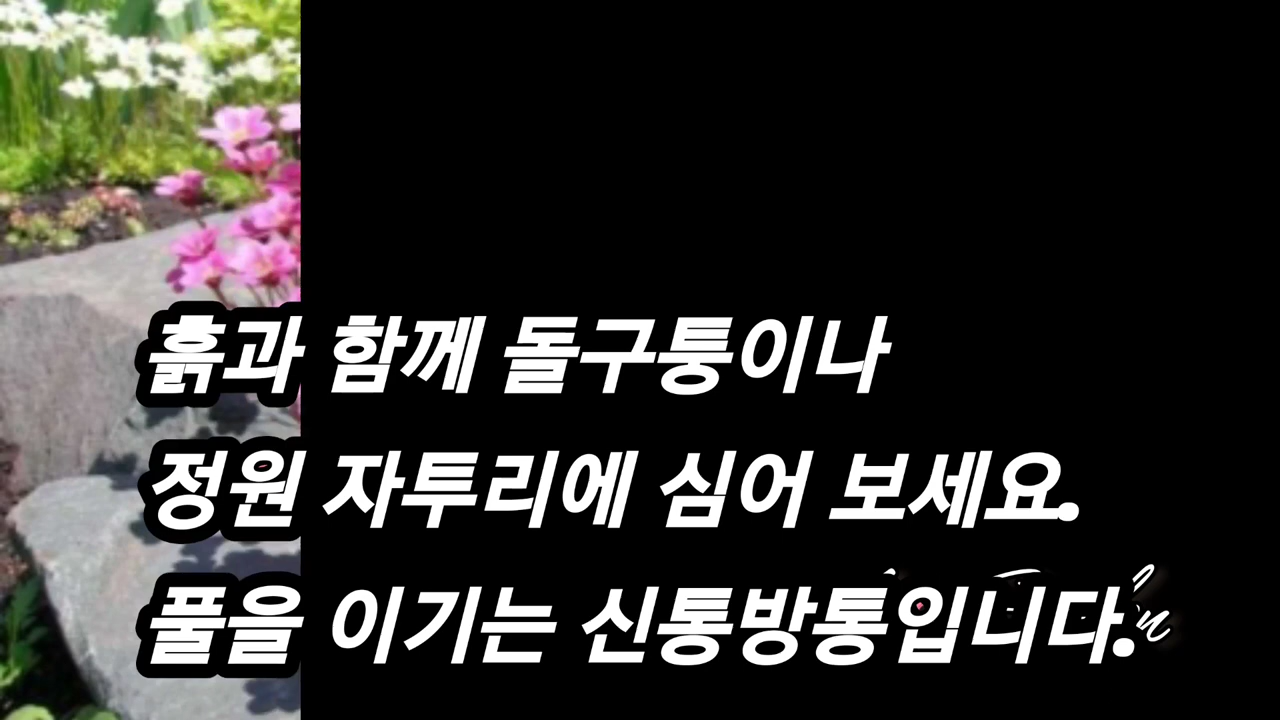 흙과 함께 돌구퉁이나
정원 자투리에 심어 보세요.
풀을 이기는 신통방통입니다.